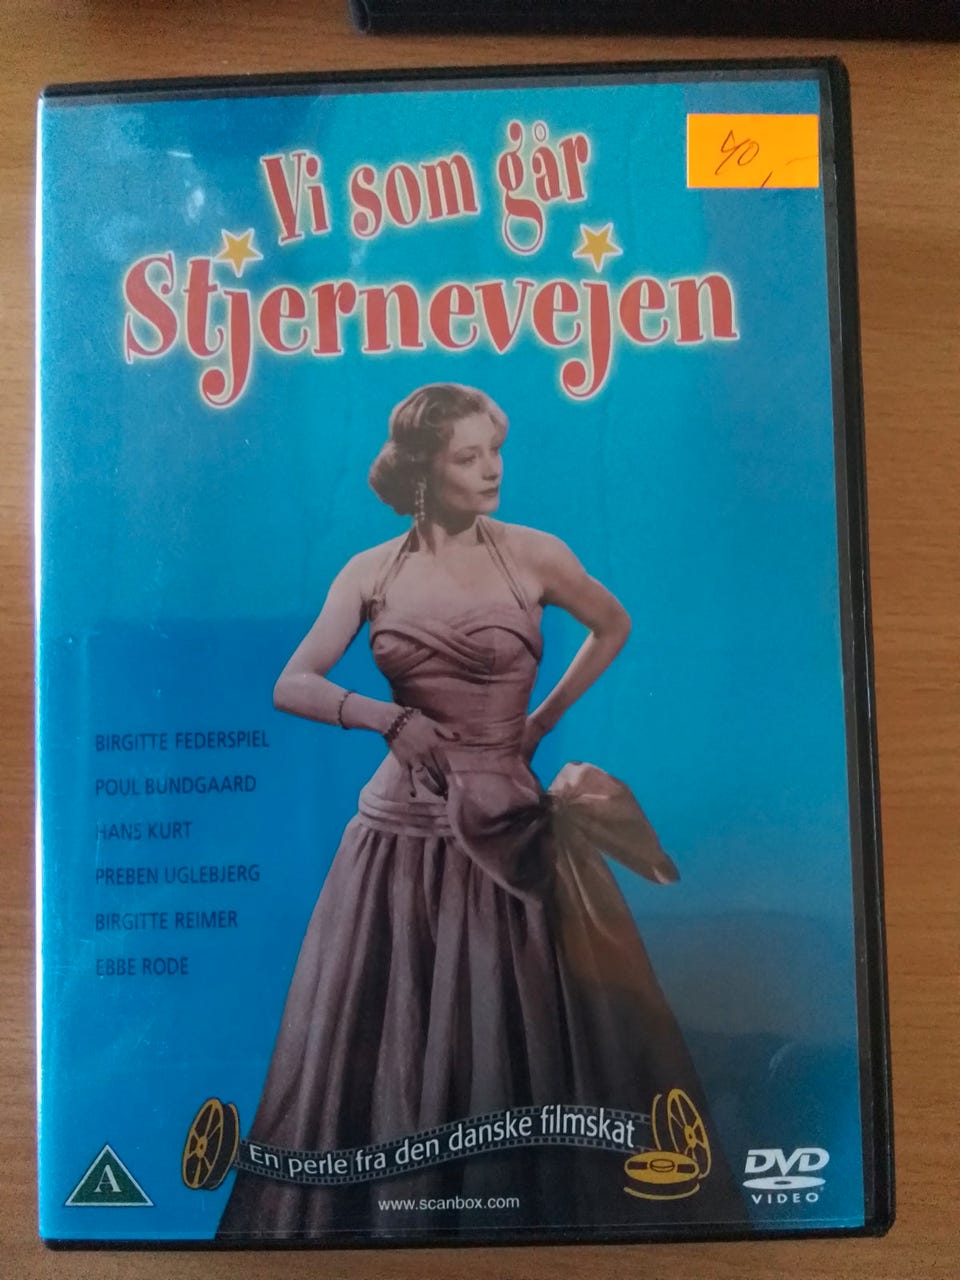 40,-
Vi som går
Stjernevejen
BIRGITTE FEDERSPIEL
POUL BUNDGAARD
HANS KURT
PREBEN UGLEBJERG
BIRGITTE REIMER
EBBE RODE
En perle fra den danske filmskat
A
www.scanbox.com
DVD
VIDEO